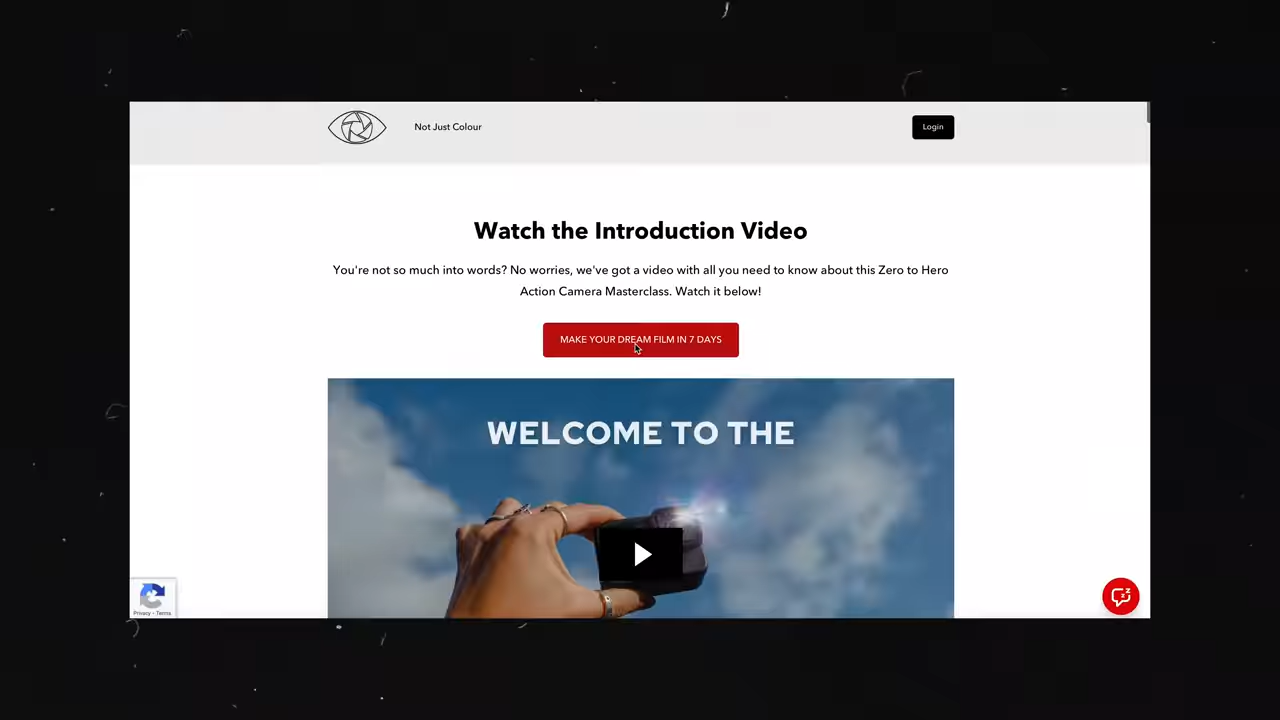 Not Just Colour
Login
Watch the Introduction Video
You're not so much into words? No worries, we've got a video with all you need to know about this Zero to Hero
Action Camera Masterclass. Watch it below!
MAKE YOUR DREAM FILM IN 7 DAYS
WELCOME TO THE
Privacy - Terms